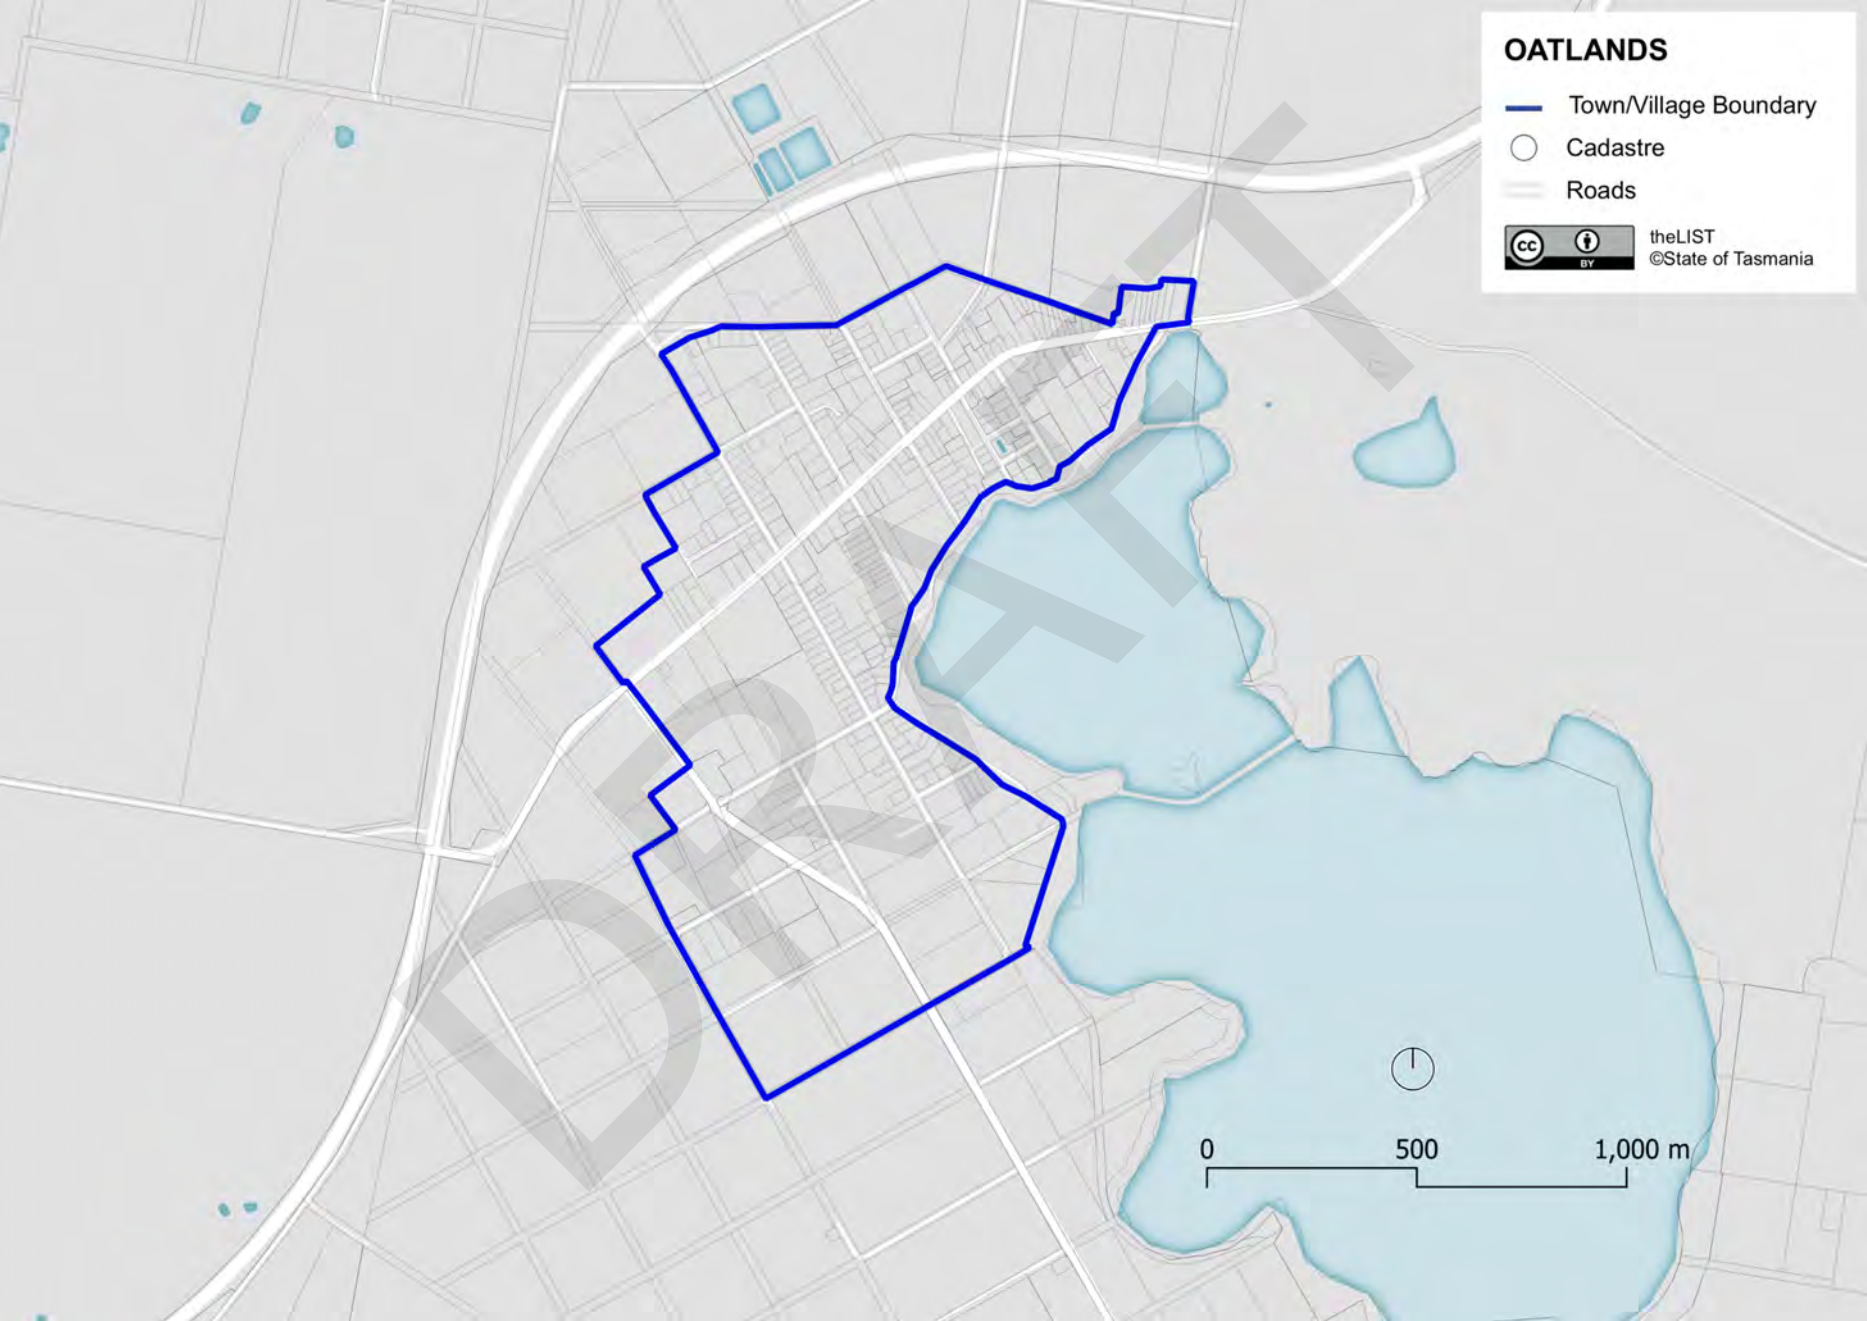 OATLANDS
Town/Village Boundary
Cadastre
Roads
cc
BY
theLIST
©State of Tasmania
DRAFT
0 500 1,000 m